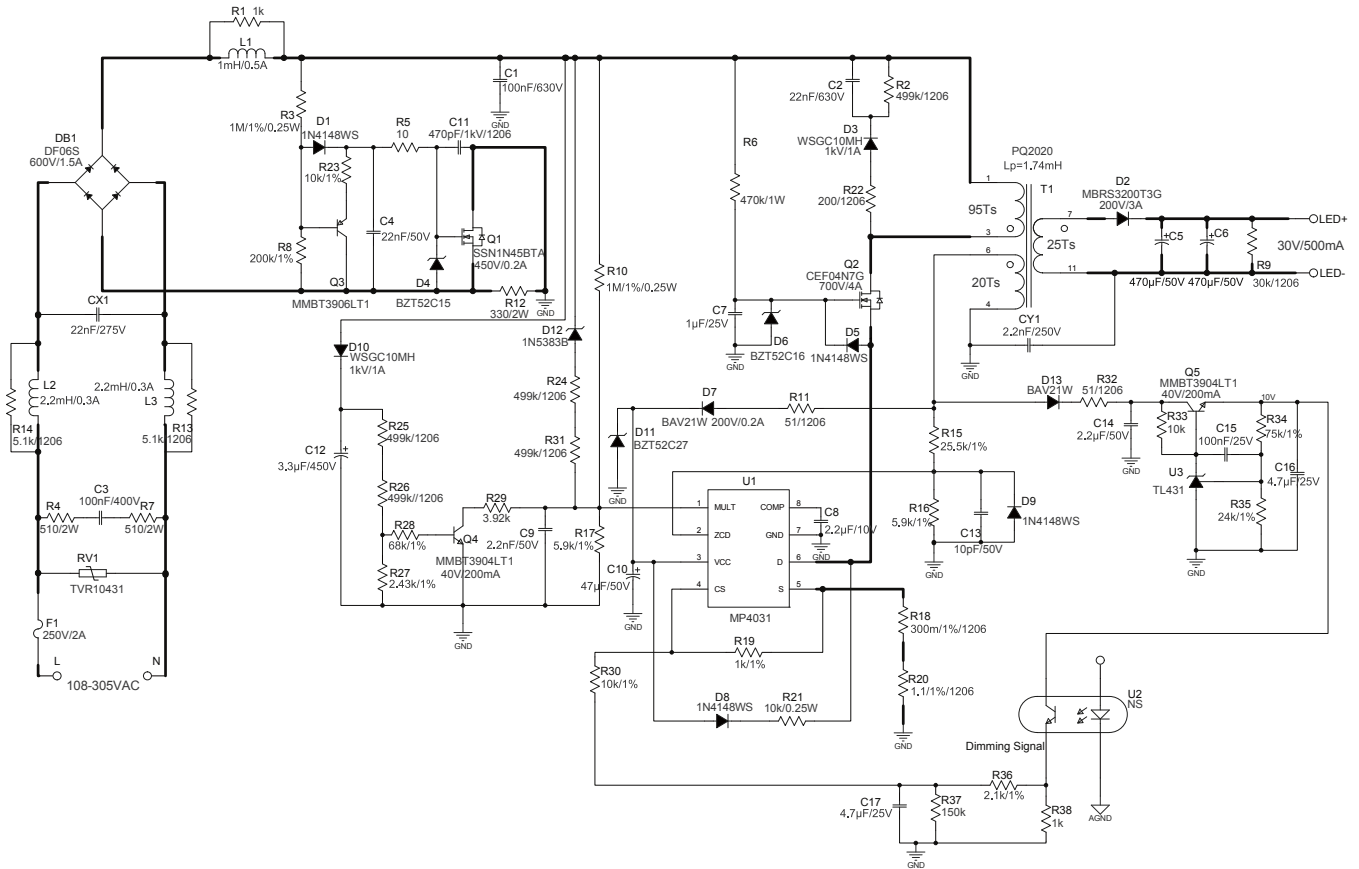 R1 1k
L1
1mH/0.5A
C1
100nF/630V
GND
C2
22nF/630V
R2
499k/1206
R3
1M/1%/0.25W
D1
1N4148WS
R5
10
C11
470pF/1kV/1206
D3
WSGC10MH
1kV/1A
DB1
DF06S
600V/1.5A
R23
10k/1%
R6
470k/1W
R22
200/1206
PQ2020
Lp=1.74mH
T1
1
95Ts
3
6
20Ts
4
7
25Ts
11
D2
MBRS3200T3G
200V/3A
LED+
30V/500mA
LED-
C5
470µF/50V
C6
470µF/50V
R9
30k/1206
C4
22nF/50V
R8
200k/1%
Q3
MMBT3906LT1
Q1
SSN1N45BTA
450V/0.2A
D4
BZT52C15
R12
330/2W
GND
R10
1M/1%/0.25W
Q2
CEF04N7G
700V/4A
CX1
22nF/275V
C7
1µF/25V
GND
D6
BZT52C16
D5
1N4148WS
CY1
2.2nF/250V
GND
D10
WSGC10MH
1kV/1A
D12
1N5383B
L2
2.2mH/0.3A
2.2mH/0.3A
L3
R14
5.1k/1206
R13
5.1k/1206
R24
499k/1206
R31
499k/1206
D7
BAV21W 200V/0.2A
R11
51/1206
D11
BZT52C27
GND
D13
BAV21W
R32
51/1206
Q5
MMBT3904LT1
40V/200mA
10V
C14
2.2µF/50V
GND
R33
10k
C15
100nF/25V
R34
75k/1%
C16
4.7µF/25V
U3
TL431
R35
24k/1%
GND
C12
3.3µF/450V
R25
499k/1206
R26
499k//1206
R28
68k/1%
R27
2.43k/1%
R29
3.92k
Q4
MMBT3904LT1
40V/200mA
C9
2.2nF/50V
R17
5.9k/1%
GND
C10
47µF/50V
GND
U1
1 MULT COMP 8
2 ZCD GND 7
3 VCC D 6
4 CS S 5
MP4031
C8
2.2µF/10V
GND
R15
25.5k/1%
R16
5.9k/1%
C13
10pF/50V
D9
1N4148WS
GND
R4
510/2W
C3
100nF/400V
R7
510/2W
RV1
TVR10431
F1
250V/2A
L
N
108-305VAC
R18
300m/1%/1206
R20
1.1/1%/1206
GND
R19
1k/1%
R30
10k/1%
D8
1N4148WS
R21
10k/0.25W
U2
NS
Dimming Signal
AGND
C17
4.7µF/25V
R37
150k
R36
2.1k/1%
R38
1k
GND